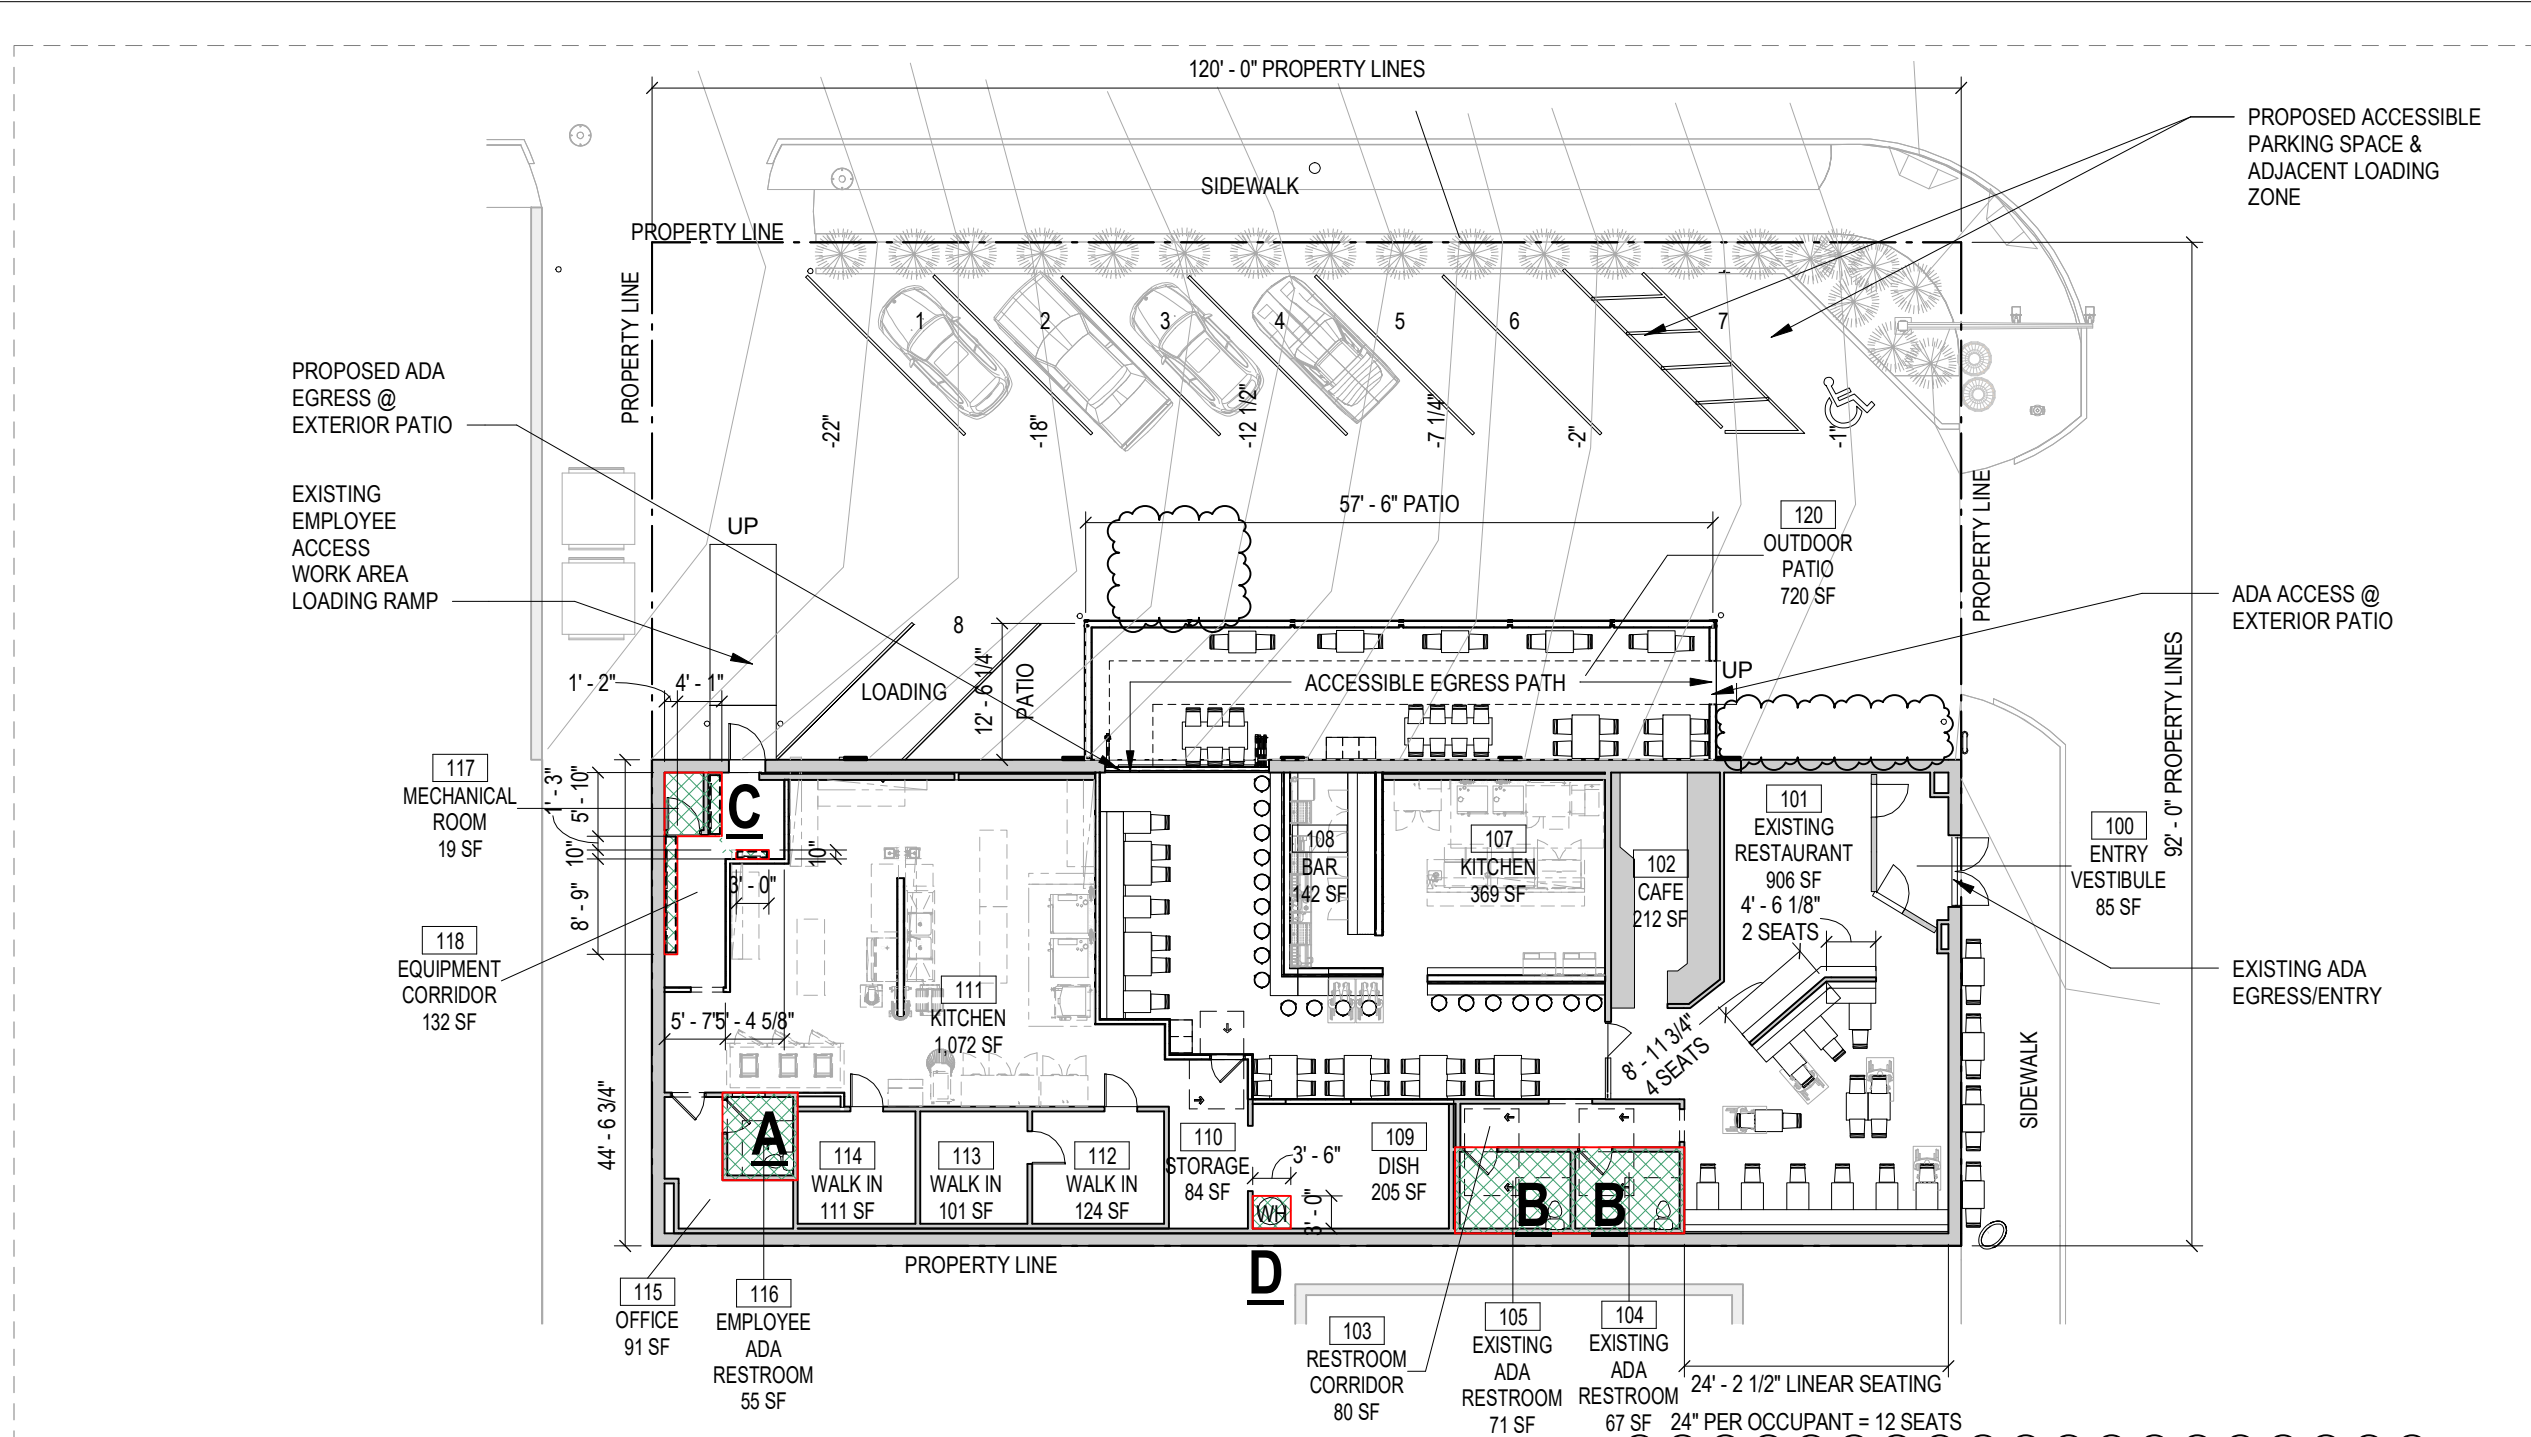 120' - 0" PROPERTY LINES
PROPOSED ACCESSIBLE
PARKING SPACE &
ADJACENT LOADING
ZONE
SIDEWALK
PROPERTY LINE
PROPERTY LINE
1
2
3
4
5
6
7
PROPOSED ADA
EGRESS @
EXTERIOR PATIO
-22"
-18"
-12 1/2"
-7 1/4"
-2"
-1"
EXISTING
EMPLOYEE
ACCESS
WORK AREA
LOADING RAMP
UP
57' - 6" PATIO
120
OUTDOOR
PATIO
720 SF
PROPERTY LINE
ADA ACCESS @
EXTERIOR PATIO
92' - 0" PROPERTY LINES
8
LOADING
12' - 6 1/4"
PATIO
ACCESSIBLE EGRESS PATH
UP
1' - 2"
4' - 1"
117
MECHANICAL
ROOM
19 SF
1' - 3"
5' - 10"
10"
8' - 9"
C
10"
3' - 0"
108
BAR
142 SF
107
KITCHEN
369 SF
102
CAFE
212 SF
101
EXISTING
RESTAURANT
906 SF
4' - 6 1/8"
2 SEATS
100
ENTRY
VESTIBULE
85 SF
118
EQUIPMENT
CORRIDOR
132 SF
EXISTING ADA
EGRESS/ENTRY
111
KITCHEN
1,072 SF
5' - 7"
5' - 4 5/8"
8' - 11 3/4"
4 SEATS
SIDEWALK
44' - 6 3/4"
A
114
WALK IN
111 SF
113
WALK IN
101 SF
112
WALK IN
124 SF
110
STORAGE
84 SF
3' - 6"
3' - 0"
WH
109
DISH
205 SF
B
B
PROPERTY LINE
D
115
OFFICE
91 SF
116
EMPLOYEE
ADA
RESTROOM
55 SF
103
RESTROOM
CORRIDOR
80 SF
105
EXISTING
ADA
RESTROOM
71 SF
104
EXISTING
ADA
RESTROOM
67 SF
24' - 2 1/2" LINEAR SEATING
24" PER OCCUPANT = 12 SEATS